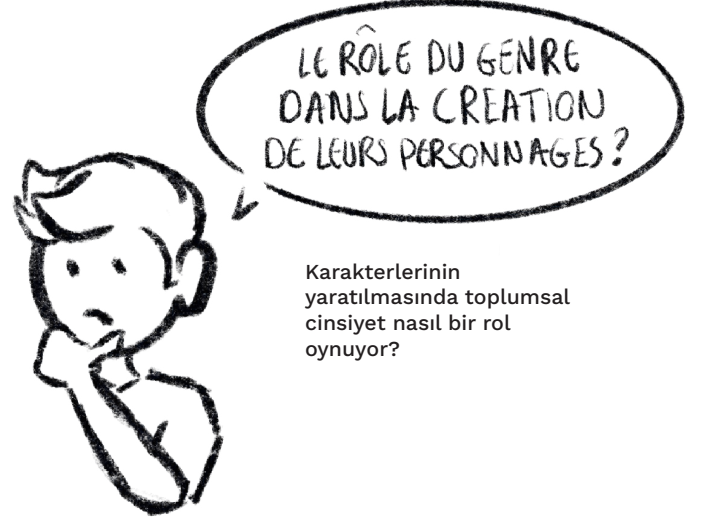 LE RÔLE DU GENRE
DANS LA CREATION
DE LEURS PERSONNAGES ?
Karakterlerinin
yaratılmasında toplumsal
cinsiyet nasıl bir rol
oynuyor?